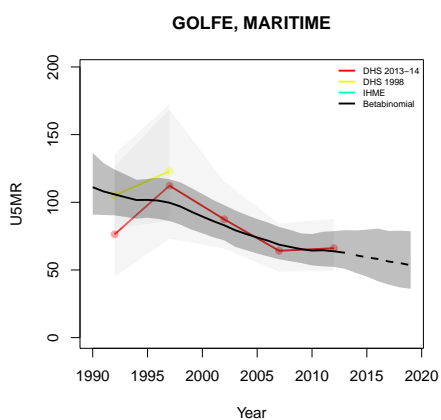 GOLFE, MARITIME
DHS 2013−14
DHS 1998
IHME
Betabinomial
U5MR
200
150
100
50
0
1990 1995 2000 2005 2010 2015 2020
Year